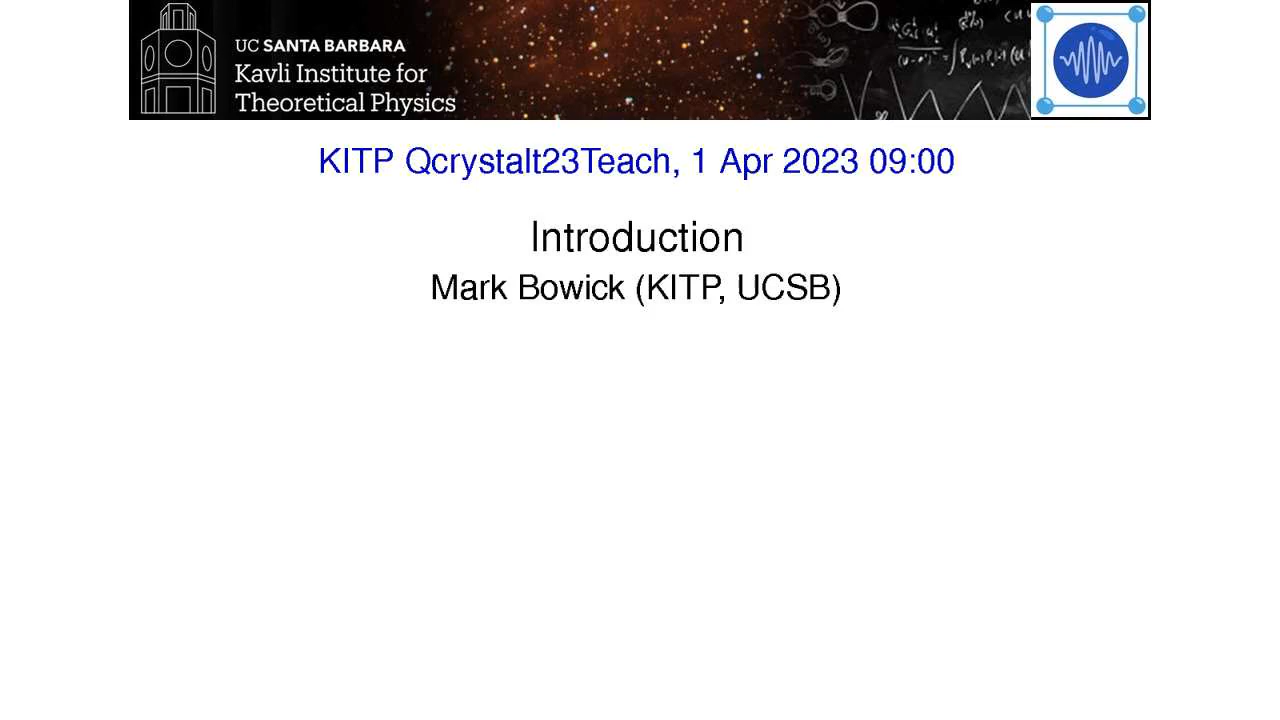 UC SANTA BARBARA
Kavli Institute for
Theoretical Physics
KITP Qcrystalt23Teach, 1 Apr 2023 09:00
Introduction
Mark Bowick (KITP, UCSB)